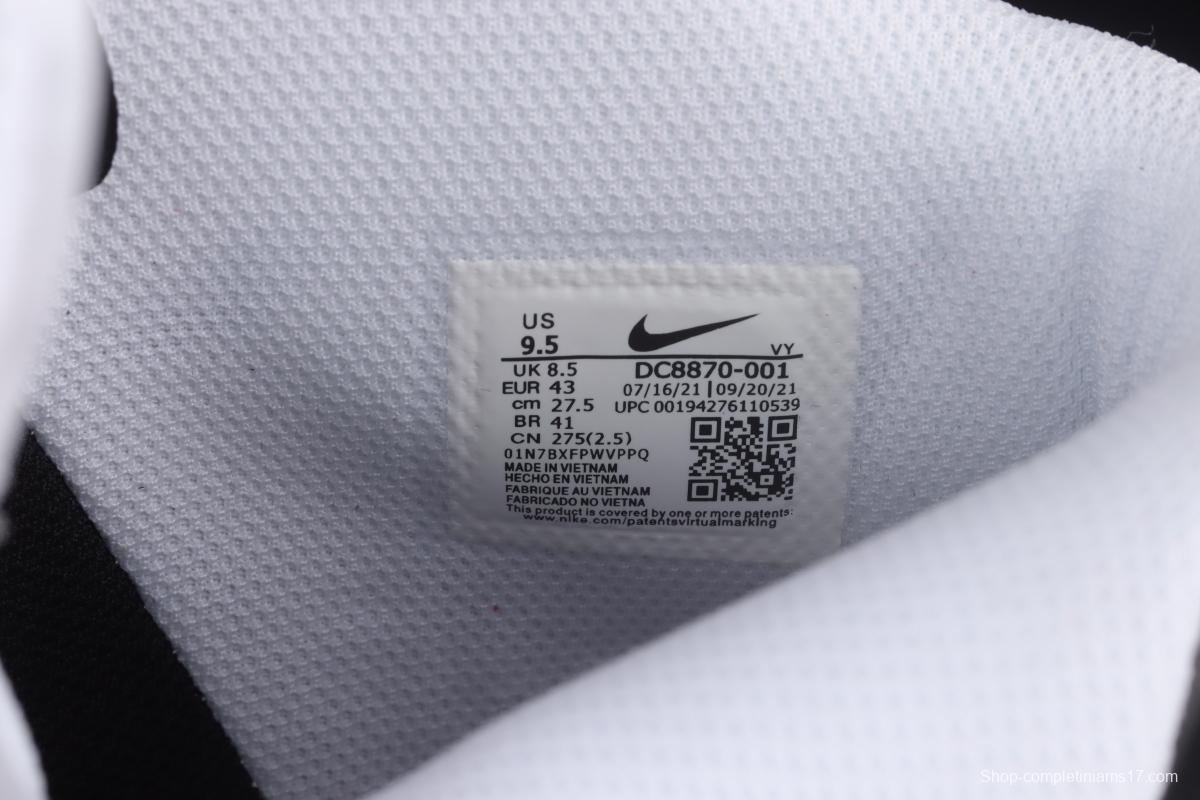 US
9.5
VY
UK 8.5
DC8870-001
EUR 43
07/16/21 | 09/20/21
cm 27.5
UPC 00194276110539
BR 41
CN 275(2.5)
01N7BXFPWVPPQ
MADE IN VIETNAM
HECHO EN VIETNAM
FABRIQUE AU VIETNAM
FABRICADO NO VIETNA
This product is covered by one or more patents:
www.nike.com/patentsvirtualmarking
Shop-completiniams17.com